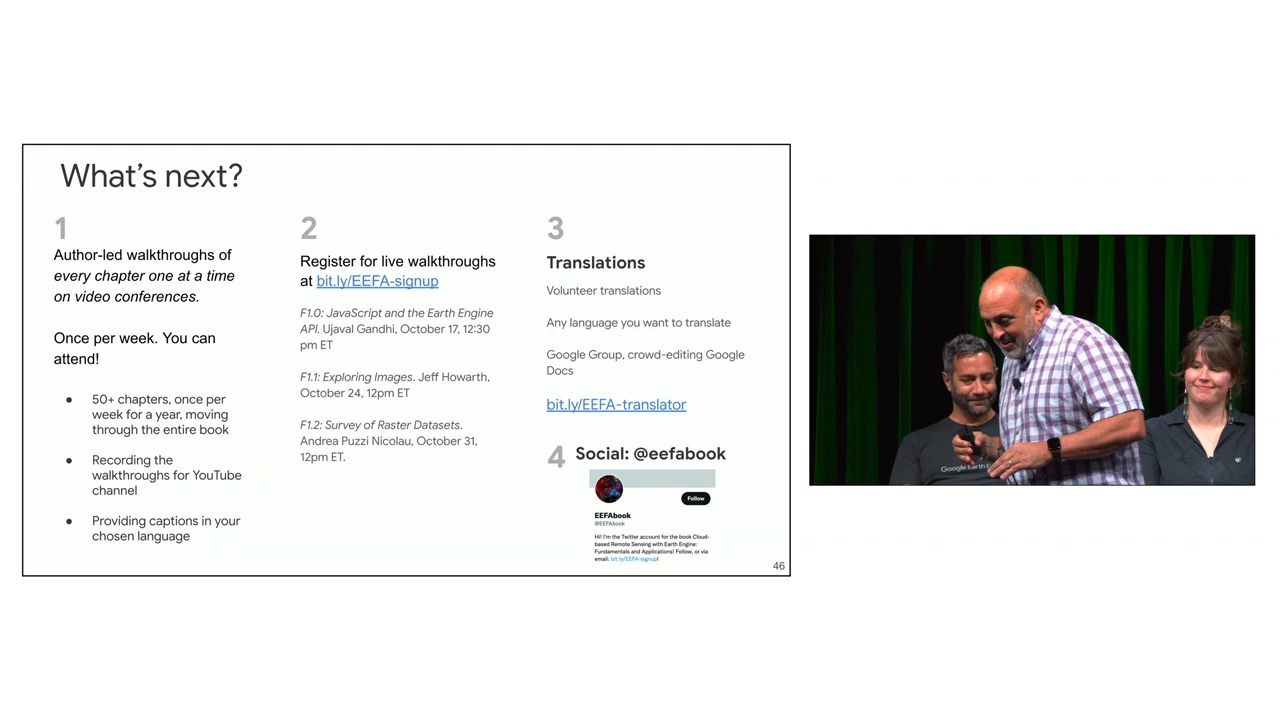 What's next?
1
Author-led walkthroughs of
every chapter one at a time
on video conferences.
Once per week. You can
attend!
● 50+ chapters, once per
week for a year, moving
through the entire book
● Recording the
walkthroughs for YouTube
channel
● Providing captions in your
chosen language
2
Register for live walkthroughs
at bit.ly/EEFA-signup
F1.0: JavaScript and the Earth Engine
API. Ujaval Gandhi, October 17, 12:30
pm ET
F1.1: Exploring Images. Jeff Howarth,
October 24, 12pm ET
F1.2: Survey of Raster Datasets.
Andrea Puzzi Nicolau, October 31,
12pm ET.
3
Translations
Volunteer translations
Any language you want to translate
Google Group, crowd-editing Google
Docs
bit.ly/EEFA-translator
4 Social: @eefabook
Follow
EEFAbook
@EEFAbook
Hi! I'm the Twitter account for the book Cloud-
based Remote Sensing with Earth Engine:
Fundamentals and Applications! Follow, or via
email: bit.ly/EEFA-signup!
46
Google Earth